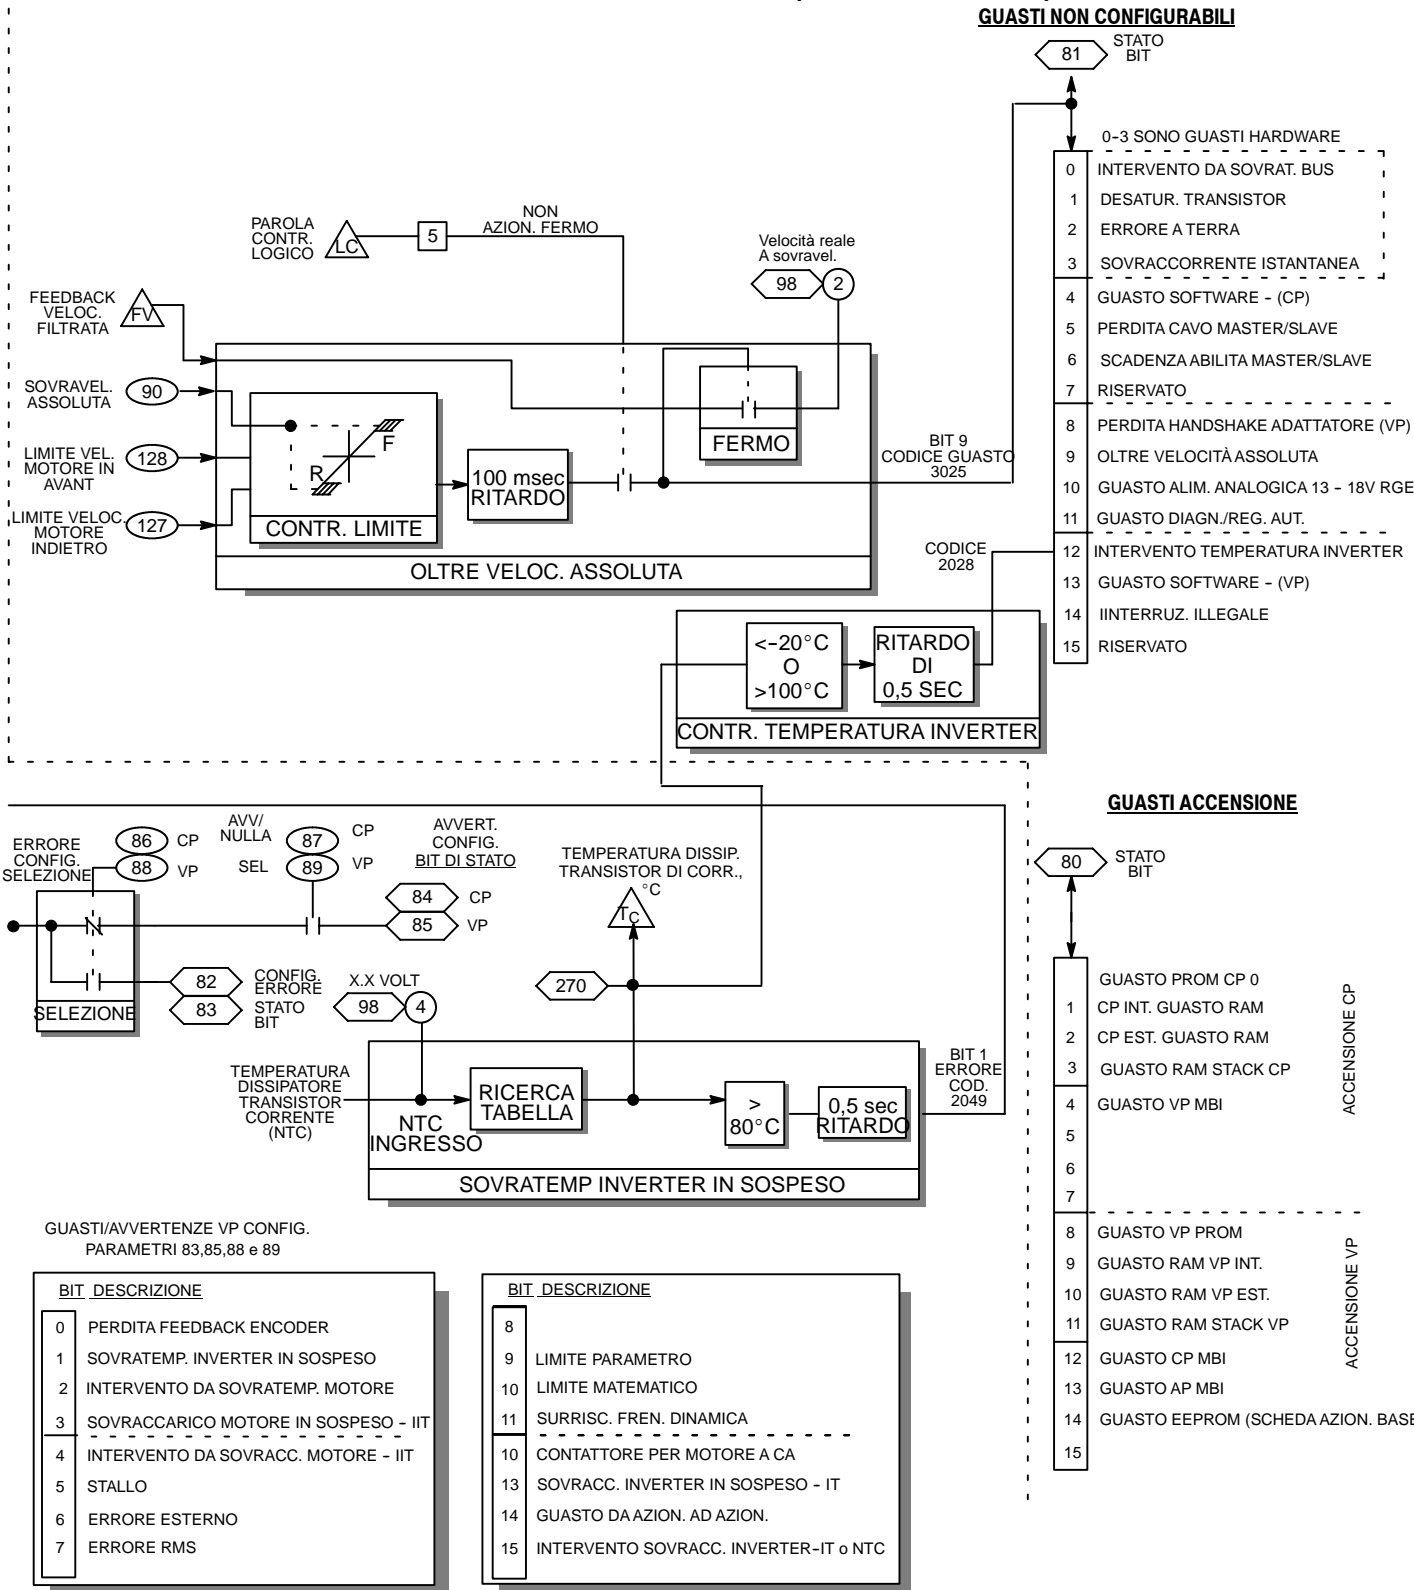 GUASTI NON CONFIGURABILI
81
STATO
BIT
0-3 SONO GUASTI HARDWARE
0 INTERVENTO DA SOVRAT. BUS
1 DESATUR. TRANSISTOR
2 ERRORE A TERRA
3 SOVRACCORRENTE ISTANTANEA
4 GUASTO SOFTWARE - (CP)
5 PERDITA CAVO MASTER/SLAVE
6 SCADENZA ABILITA MASTER/SLAVE
7 RISERVATO
8 PERDITA HANDSHAKE ADATTATORE (VP)
9 OLTRE VELOCITÀ ASSOLUTA
10 GUASTO ALIM. ANALOGICA 13 - 18V RGE
11 GUASTO DIAGN./REG. AUT.
12 INTERVENTO TEMPERATURA INVERTER
13 GUASTO SOFTWARE - (VP)
14 IINTERRUZ. ILLEGALE
15 RISERVATO
PAROLA
CONTR.
LOGICO
LC
5
NON
AZION. FERMO
Velocità reale
A sovravel.
98
2
FEEDBACK
VELOC.
FILTRATA
FV
SOVRAVEL.
ASSOLUTA
90
LIMITE VEL.
MOTORE IN
AVANT
128
LIMITE VELOC.
MOTORE
INDIETRO
127
F
R
CONTR. LIMITE
100 msec
RITARDO
FERMO
OLTRE VELOC. ASSOLUTA
BIT 9
CODICE GUASTO
3025
CODICE
2028
<-20°C
O
>100°C
RITARDO
DI
0,5 SEC
CONTR. TEMPERATURA INVERTER
ERRORE
CONFIG.
SELEZIONE
86 CP
88 VP
AVV/
NULLA
SEL
87 CP
89 VP
AVVERT.
CONFIG.
BIT DI STATO
84 CP
85 VP
SELEZIONE
82
83
CONFIG.
ERRORE
STATO
BIT
TEMPERATURA DISSIP.
TRANSISTOR DI CORR.,
°C
TC
270
X.X VOLT
98
4
TEMPERATURA
DISSIPATORE
TRANSISTOR
CORRENTE
(NTC)
NTC
INGRESSO
RICERCA
TABELLA
>
80°C
0,5 sec
RITARDO
BIT 1
ERRORE
COD.
2049
SOVRATEMP INVERTER IN SOSPESO
GUASTI ACCENSIONE
80
STATO
BIT
GUASTO PROM CP 0
1 CP INT. GUASTO RAM
2 CP EST. GUASTO RAM
3 GUASTO RAM STACK CP
4 GUASTO VP MBI
5
6
7
ACCENSIONE CP
8 GUASTO VP PROM
9 GUASTO RAM VP INT.
10 GUASTO RAM VP EST.
11 GUASTO RAM STACK VP
12 GUASTO CP MBI
13 GUASTO AP MBI
14 GUASTO EEPROM (SCHEDA AZION. BASE
15
ACCENSIONE VP
GUASTI/AVVERTENZE VP CONFIG.
PARAMETRI 83,85,88 e 89
BIT DESCRIZIONE
0 PERDITA FEEDBACK ENCODER
1 SOVRATEMP. INVERTER IN SOSPESO
2 INTERVENTO DA SOVRATEMP. MOTORE
3 SOVRACCARICO MOTORE IN SOSPESO - IIT
4 INTERVENTO DA SOVRACC. MOTORE - IIT
5 STALLO
6 ERRORE ESTERNO
7 ERRORE RMS
BIT DESCRIZIONE
8
9 LIMITE PARAMETRO
10 LIMITE MATEMATICO
11 SURRISC. FREN. DINAMICA
10 CONTATTORE PER MOTORE A CA
13 SOVRACC. INVERTER IN SOSPESO - IT
14 GUASTO DA AZION. AD AZION.
15 INTERVENTO SOVRACC. INVERTER-IT o NTC